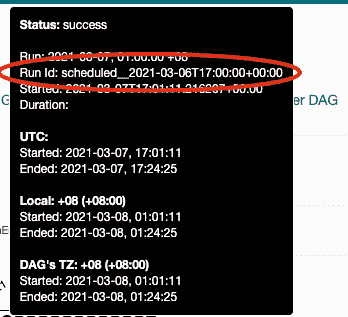 Status: success
Run: 2021-03-07, 01:00:00 +08
Run Id: scheduled__2021-03-06T17:00:00+00:00
Started: 2021-03-07T17:01:11.216207+00:00
Duration:
er DAG
UTC:
Started: 2021-03-07, 17:01:11
Ended: 2021-03-07, 17:24:25
Local: +08 (+08:00)
Started: 2021-03-08, 01:01:11
Ended: 2021-03-08, 01:24:25
DAG's TZ: +08 (+08:00)
Started: 2021-03-08, 01:01:11
Ended: 2021-03-08, 01:24:25